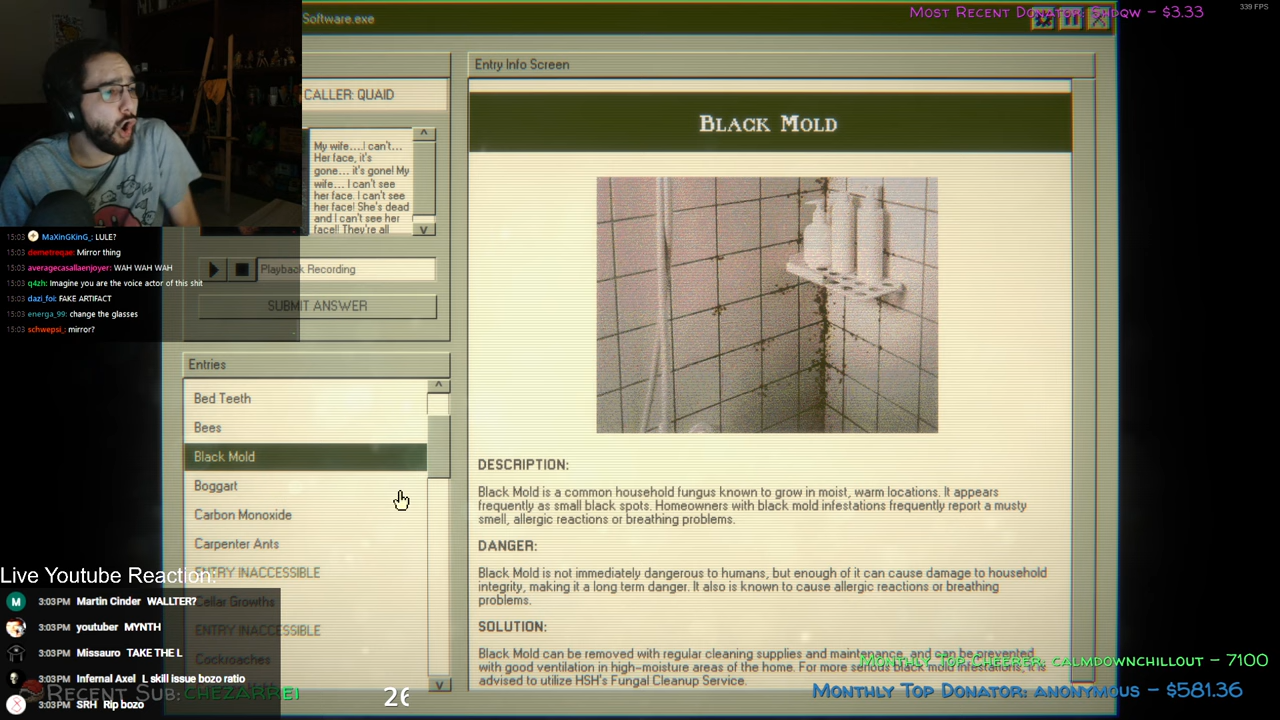 Software.exe
Most Recent Donator: Shdqw - $3.33
339 FPS
Entry Info Screen
CALLER: QUAID
Black Mold
My wife....I can't...
Her face, it's
gone... it's gone! My
wife... I can't see
her face. I can't see
her face! She's dead
and I can't see her
face!! They're all
15:03 MaXinGKinG_: LULE?
15:03 demetreqae: Mirror thing
15:03 averagecasallaenjoyer: WAH WAH WAH
15:03 q4zh: Imagine you are the voice actor of this shit
15:03 dazi_foi: FAKE ARTIFACT
15:03 energa_99: change the glasses
15:03 schwepsi_: mirror?
Playback Recording
SUBMIT ANSWER
Entries
Bed Teeth
Bees
Black Mold
Boggart
Carbon Monoxide
Carpenter Ants
ENTRY INACCESSIBLE
Cellar Growths
ENTRY INACCESSIBLE
Cockroaches
DESCRIPTION:
Black Mold is a common household fungus known to grow in moist, warm locations. It appears
frequently as small black spots. Homeowners with black mold infestations frequently report a musty
smell, allergic reactions or breathing problems.
DANGER:
Black Mold is not immediately dangerous to humans, but enough of it can cause damage to household
integrity, making it a long term danger. It also is known to cause allergic reactions or breathing
problems.
SOLUTION:
Black Mold can be removed with regular cleaning supplies and maintenance, and can be prevented
with good ventilation in high-moisture areas of the home. For more serious black mold infestations, it is
advised to utilize HSH's Fungal Cleanup Service.
Live Youtube Reaction:
M 3:03PM Martin Cinder WALLTER?
3:03PM youtuber MYNTH
3:03PM Missauro TAKE THE L
3:03PM Infernal Axel L skill issue bozo ratio
3:03PM SRH Rip bozo
Recent Sub: chezarrei
26
Monthly Top Cheerer: calmdownchillout - 7100
Monthly Top Donator: anonymous - $581.36